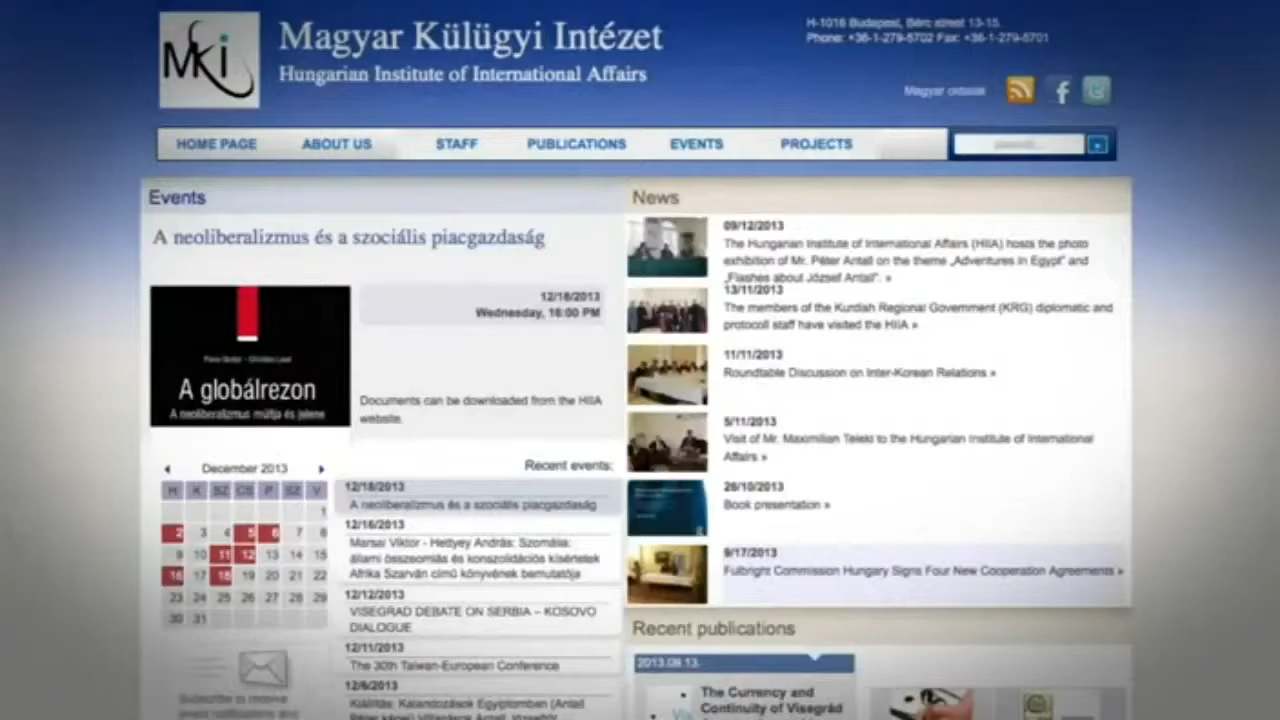 MKi
Magyar Külügyi Intézet
Hungarian Institute of International Affairs
H-1016 Budapest, Bérc street 13-15.
Phone: +36-1-279-5702 Fax: +36-1-279-5701
Magyar oldalak
HOME PAGE
ABOUT US
STAFF
PUBLICATIONS
EVENTS
PROJECTS
Events
A neoliberalizmus és a szociális piacgazdaság
A globálrezon
A neoliberalizmus múltja és jelene
12/18/2013
Wednesday, 16:00 PM
Documents can be downloaded from the HIIA
website.
December 2013
H K SZ CS P SZ V
1
2 3 4 5 6 7 8
9 10 11 12 13 14 15
16 17 18 19 20 21 22
23 24 25 26 27 28 29
30 31
Subscribe to receive
Recent events:
12/18/2013
A neoliberalizmus és a szociális piacgazdaság
12/16/2013
Marsai Viktor - Hettyey András: Szomália:
állami összeomlás és konszolidációs kísérletek
Afrika Szarván című könyvének bemutatója
12/12/2013
VISEGRAD DEBATE ON SERBIA – KOSOVO
DIALOGUE
12/11/2013
The 30th Taiwan-European Conference
12/6/2013
Kiállítás: Kalandozások Egyiptomban (Antall
News
09/12/2013
The Hungarian Institute of International Affairs (HIIA) hosts the photo
exhibition of Mr. Péter Antall on the theme „Adventures in Egypt” and
„Flashes about József Antall”. »
13/11/2013
The members of the Kurdish Regional Government (KRG) diplomatic and
protocoll staff have visited the HIIA »
11/11/2013
Roundtable Discussion on Inter-Korean Relations »
5/11/2013
Visit of Mr. Maximilian Teleki to the Hungarian Institute of International
Affairs »
26/10/2013
Book presentation »
9/17/2013
Fulbright Commission Hungary Signs Four New Cooperation Agreements »
Recent publications
2013.09.13.
The Currency and
Continuity of Visegrád